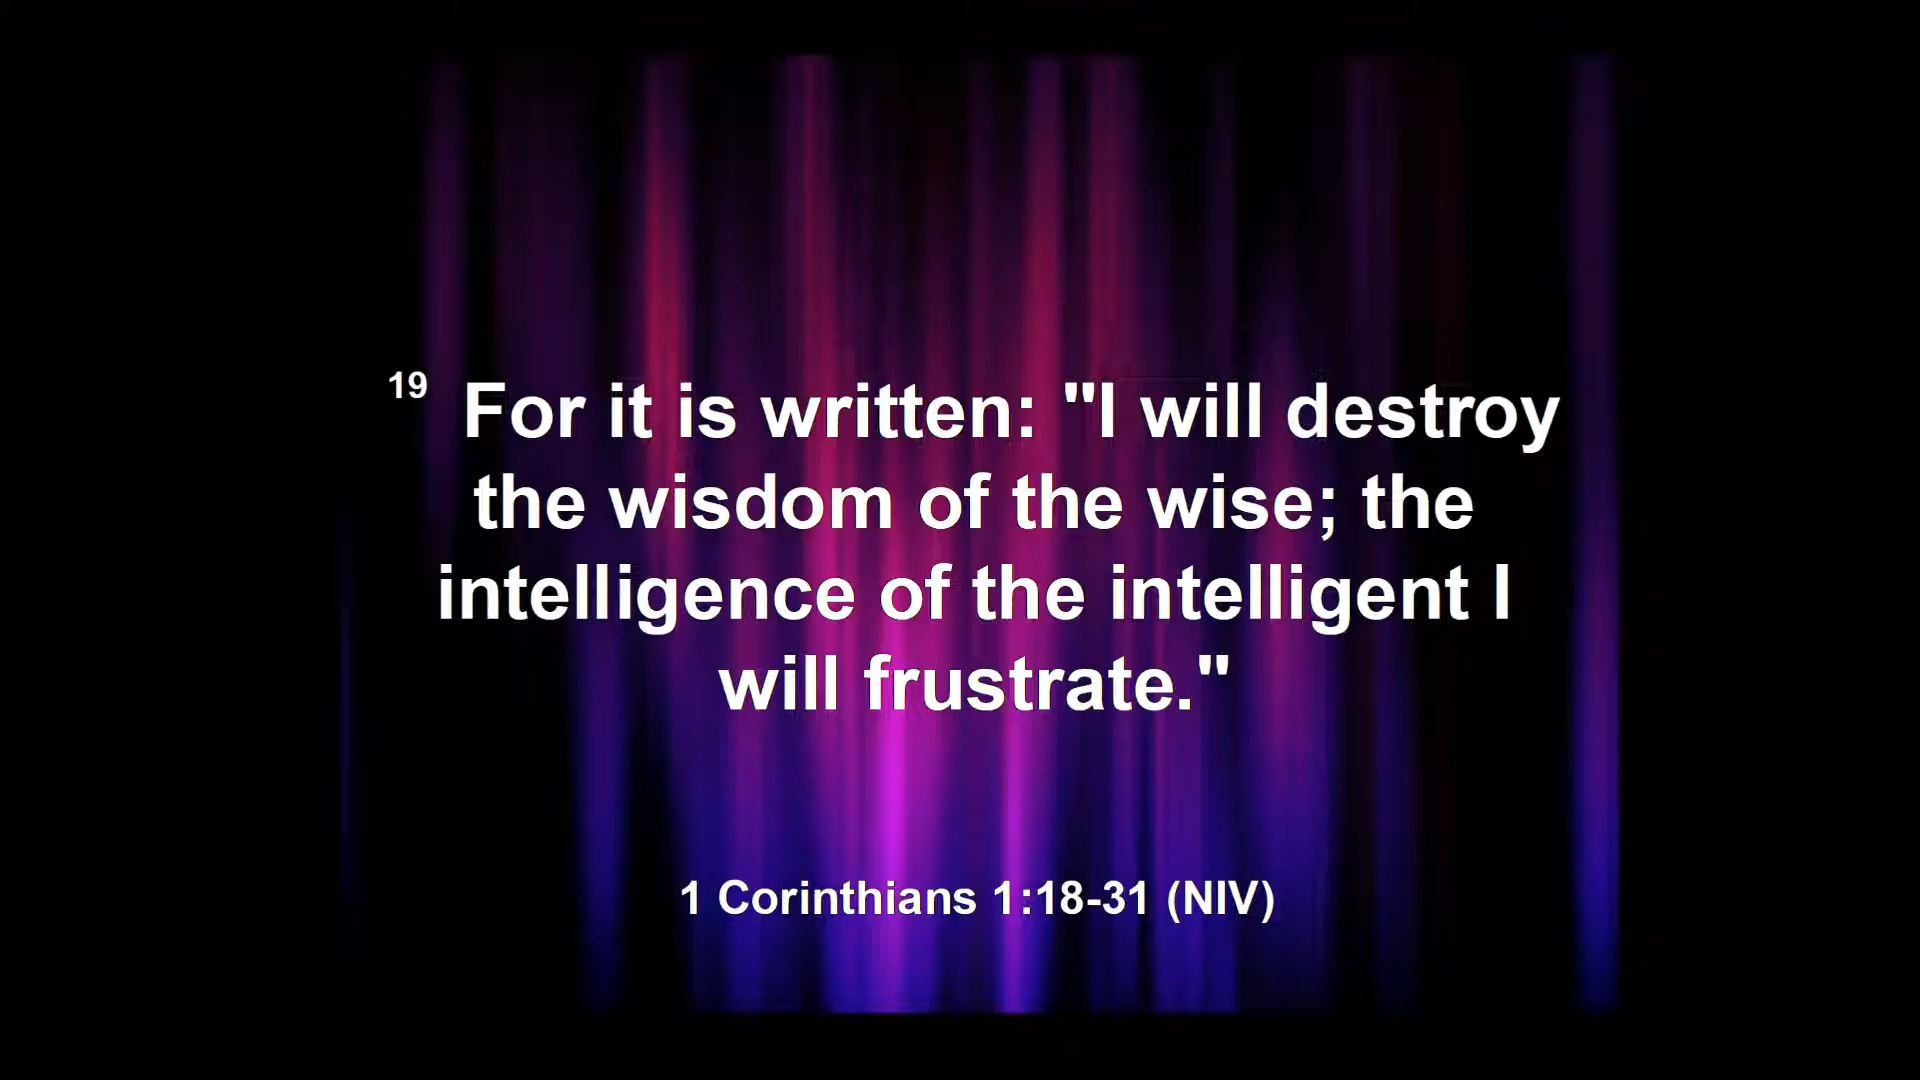 19 For it is written: "I will destroy
the wisdom of the wise; the
intelligence of the intelligent I
will frustrate."
1 Corinthians 1:18-31 (NIV)